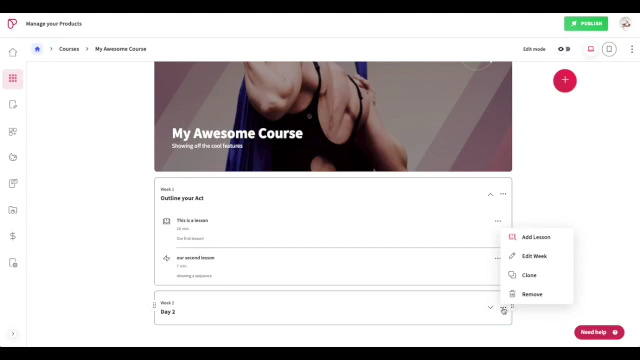 Manage your Products
PUBLISH
Courses
My Awesome Course
Edit mode
My Awesome Course
Showing off the cool features
Week 1
Outline your Act
This is a lesson
Our first lesson!
our second lesson
7 min.
showing a sequence
Week 2
Day 2
Add Lesson
Edit Week
Clone
Remove
Need help